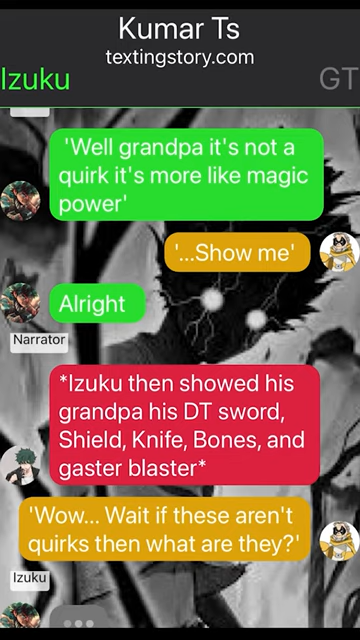 Kumar Ts
textingstory.com
Izuku
GT
'Well grandpa it's not a
quirk it's more like magic
power'
'...Show me'
Alright
Narrator
*Izuku then showed his
grandpa his DT sword,
Shield, Knife, Bones, and
gaster blaster*
'Wow... Wait if these aren't
quirks then what are they?'
Izuku